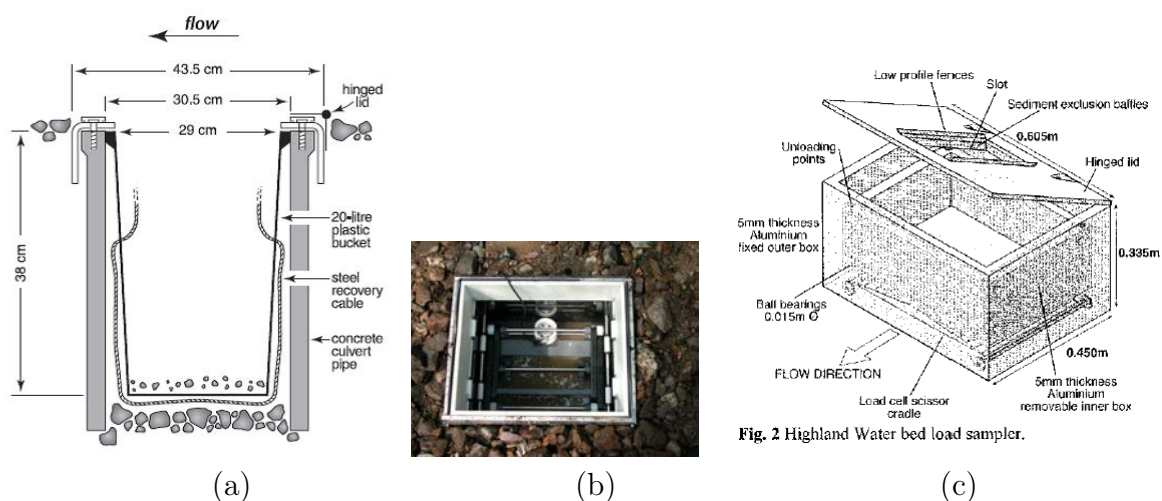 flow
43.5 cm
hinged
lid
30.5 cm
29 cm
38 cm
20-litre
plastic
bucket
steel
recovery
cable
concrete
culvert
pipe
(a)
(b)
Low profile fences
Slot
Sediment exclusion baffles
0.605m
Unloading
points
Hinged lid
5mm thickness
Aluminium
fixed outer box
0.335m
Ball bearings
0.015m Ø
0.450m
FLOW DIRECTION
Load cell scissor
cradle
5mm thickness
Aluminium
removable inner box
Fig. 2 Highland Water bed load sampler.
(c)